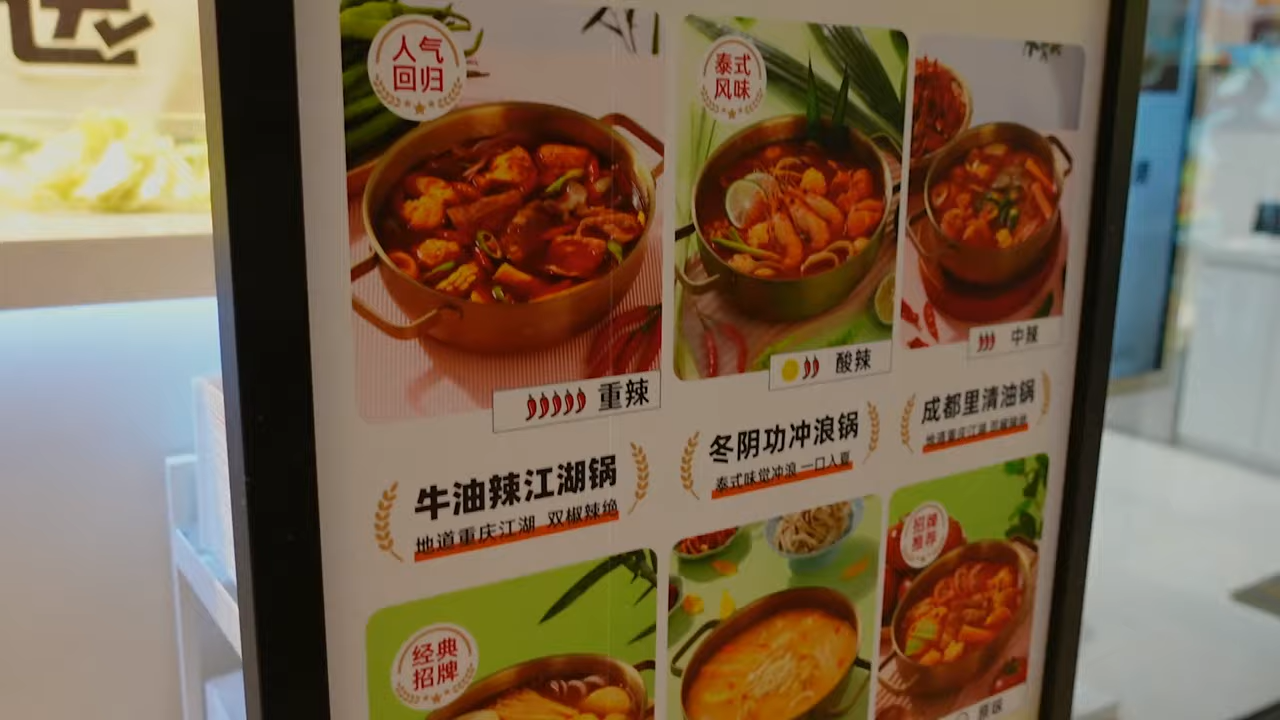 人气
回归
泰式
风味
重辣
酸辣
中辣
牛油辣江湖锅
地道重庆江湖 双椒辣绝
冬阴功冲浪锅
泰式味觉冲浪 一口入夏
成都里清油锅
经典
招牌
招牌
推荐